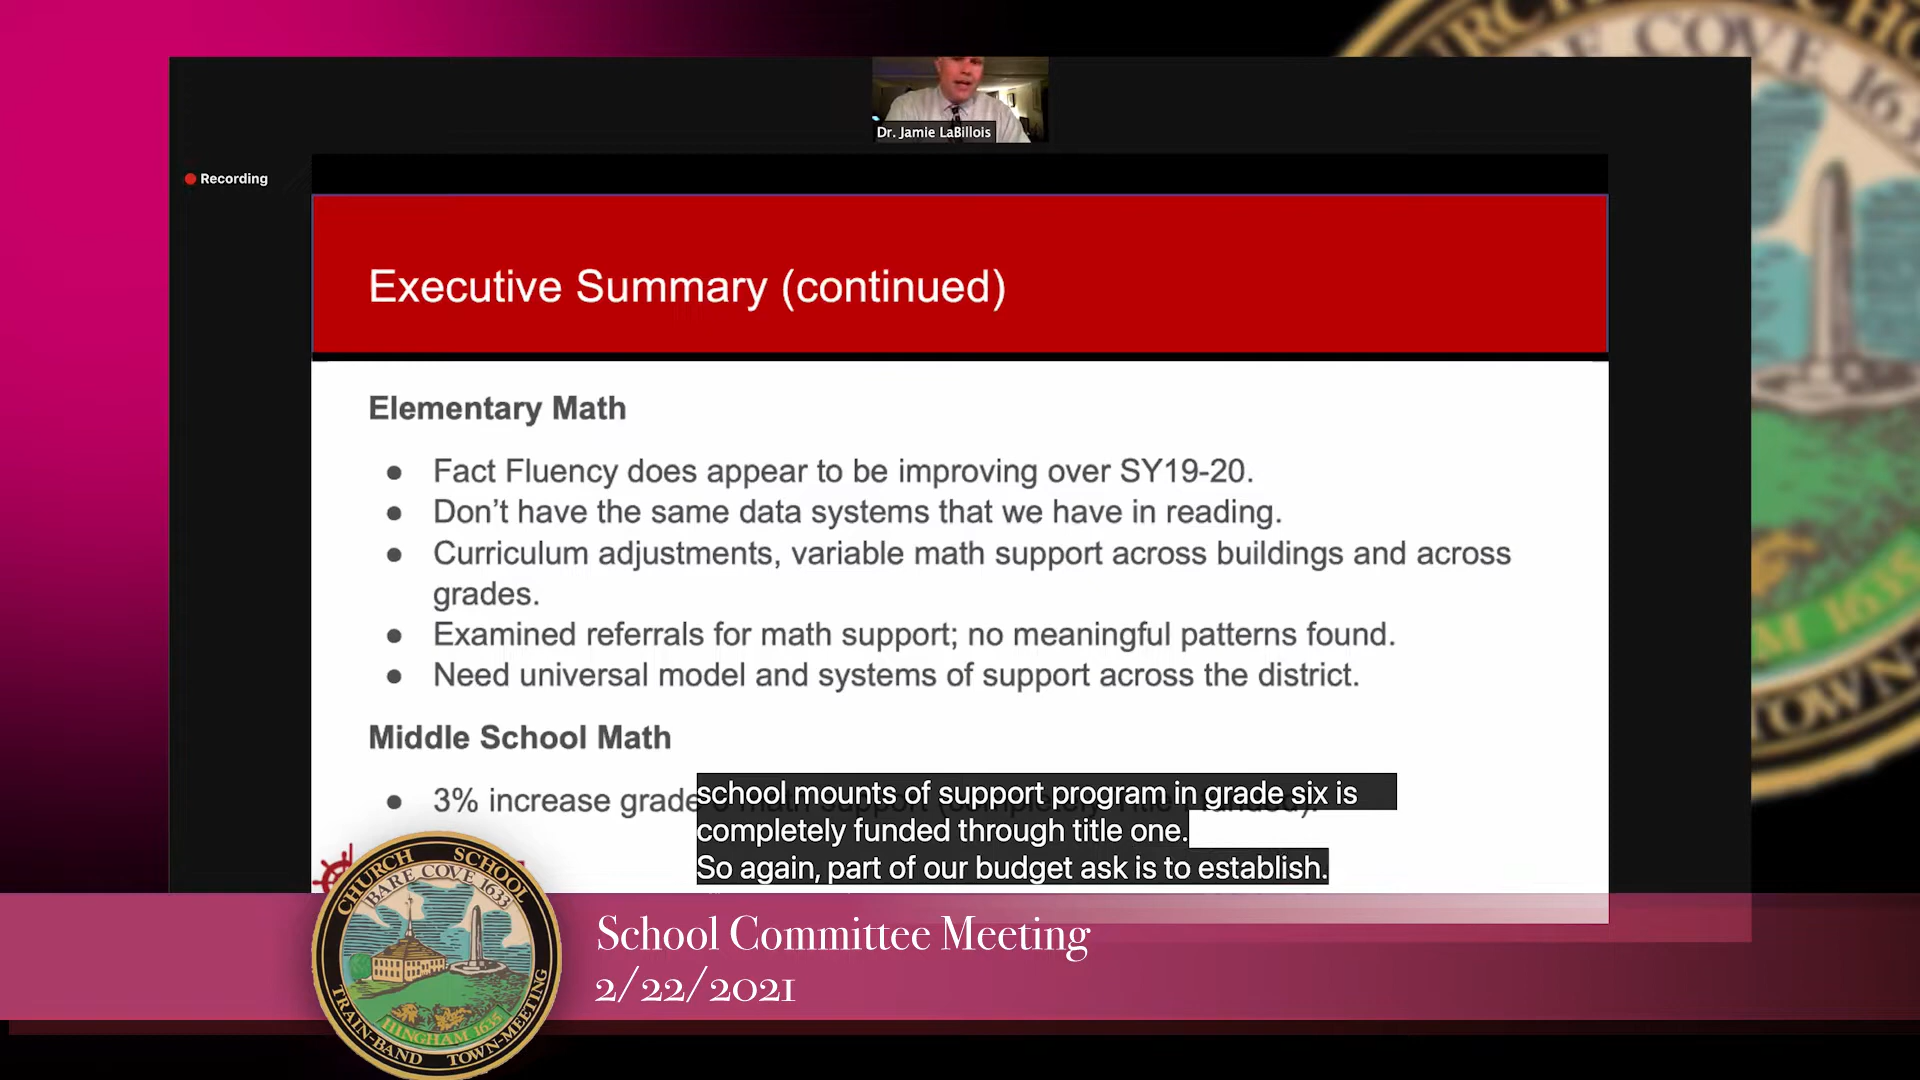 Dr. Jamie LaBillois
Recording
Executive Summary (continued)
Elementary Math
● Fact Fluency does appear to be improving over SY19-20.
● Don’t have the same data systems that we have in reading.
● Curriculum adjustments, variable math support across buildings and across
grades.
● Examined referrals for math support; no meaningful patterns found.
● Need universal model and systems of support across the district.
Middle School Math
● 3% increase grade
school mounts of support program in grade six is
completely funded through title one.
So again, part of our budget ask is to establish.
School Committee Meeting
2/22/2021
CHURCH SCHOOL
BARE COVE 1633
HINGHAM 1635
TRAIN-BAND TOWN-MEETING